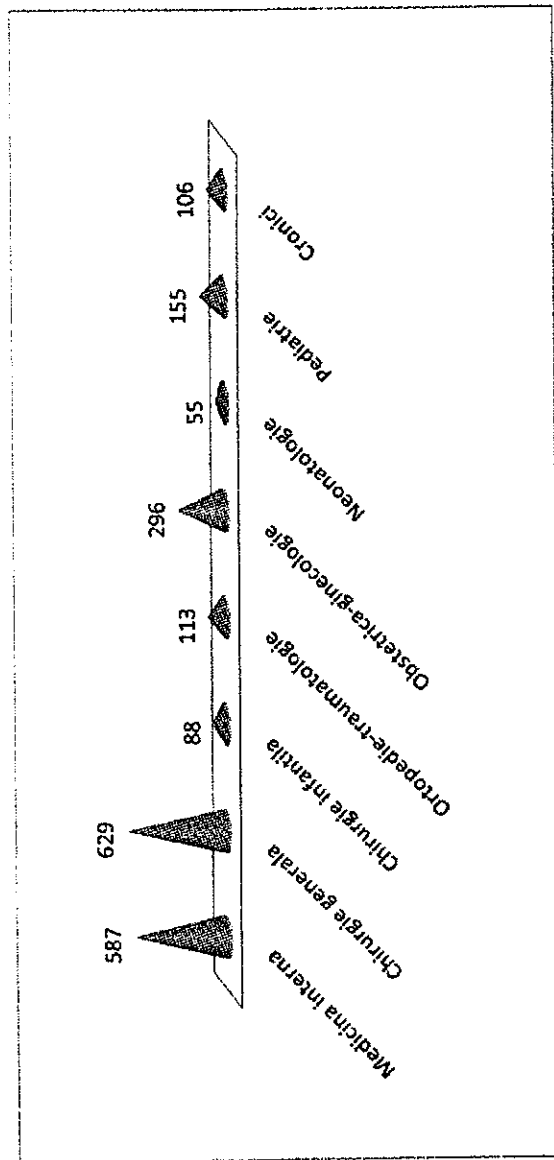 587
629
88
113
296
55
155
106
Medicina interna
Chirurgie generala
Chirurgie infantila
Ortopedie-traumatologie
Obstetrica-ginecologie
Neonatologie
Pediatrie
Cronici